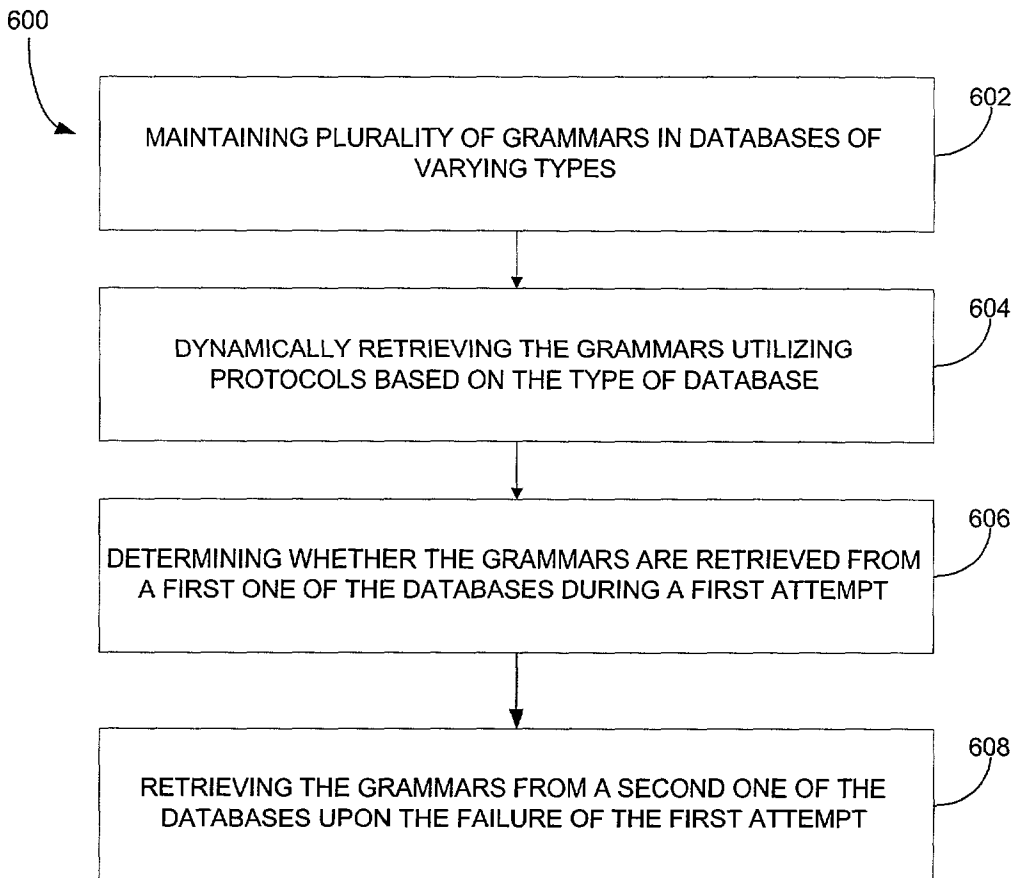 600
602
MAINTAINING PLURALITY OF GRAMMARS IN DATABASES OF
VARYING TYPES
604
DYNAMICALLY RETRIEVING THE GRAMMARS UTILIZING
PROTOCOLS BASED ON THE TYPE OF DATABASE
606
DETERMINING WHETHER THE GRAMMARS ARE RETRIEVED FROM
A FIRST ONE OF THE DATABASES DURING A FIRST ATTEMPT
608
RETRIEVING THE GRAMMARS FROM A SECOND ONE OF THE
DATABASES UPON THE FAILURE OF THE FIRST ATTEMPT